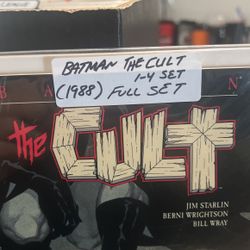 BATMAN THE CULT
1-4 SET
(1988) FULL SET
B A
the CULT
JIM STARLIN
BERNI WRIGHTSON
BILL WRAY